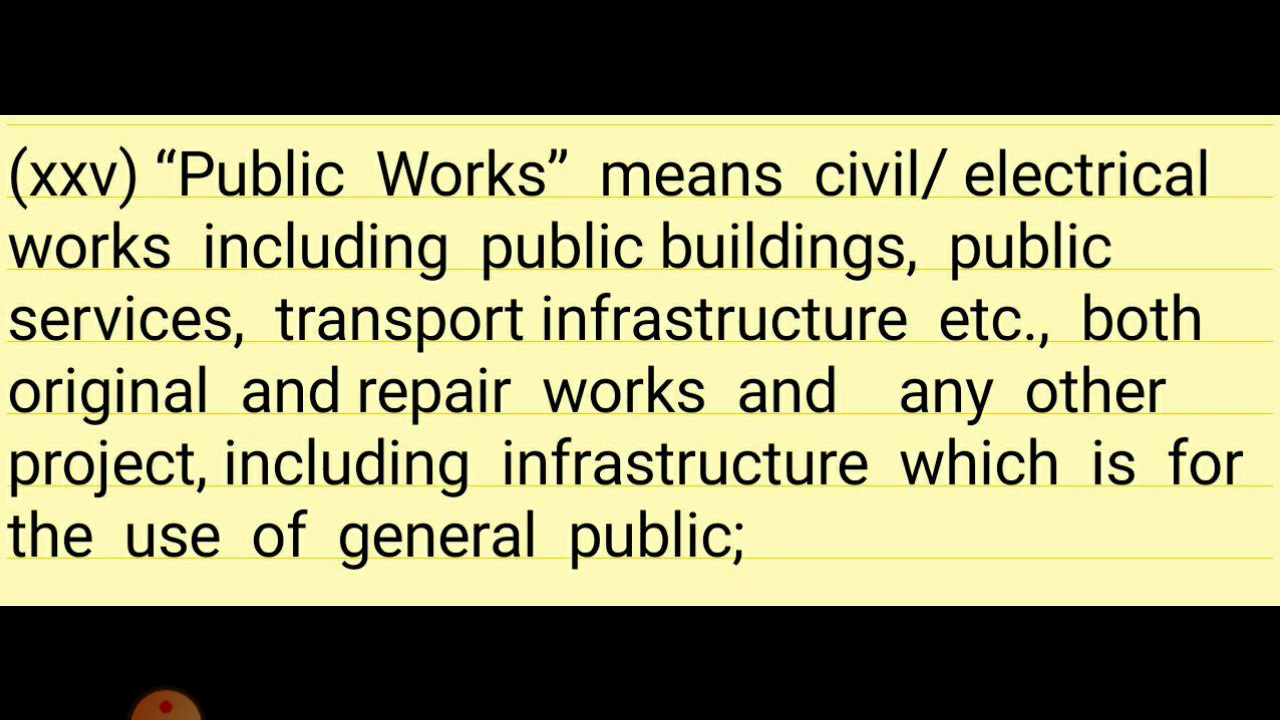 (xxv) “Public Works” means civil/ electrical
works including public buildings, public
services, transport infrastructure etc., both
original and repair works and any other
project, including infrastructure which is for
the use of general public;